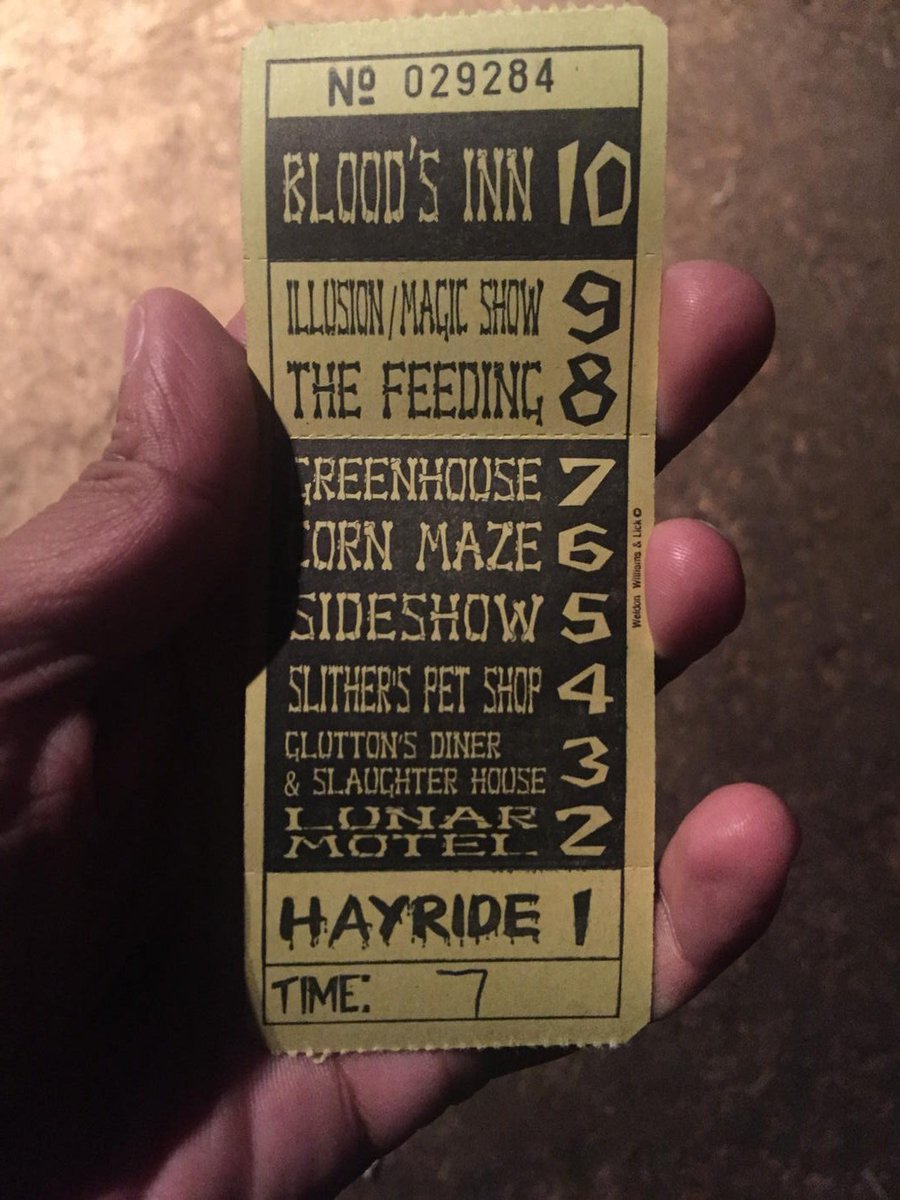 Nº 029284
BLOOD'S INN 10
ILLUSION/MAGIC SHOW 9
THE FEEDING 8
GREENHOUSE 7
CORN MAZE 6
SIDESHOW 5
SLITHER'S PET SHOP 4
GLUTTON'S DINER
& SLAUGHTER HOUSE 3
LUNAR
MOTEL 2
HAYRIDE 1
TIME: 7
Weldon Williams & Lick©